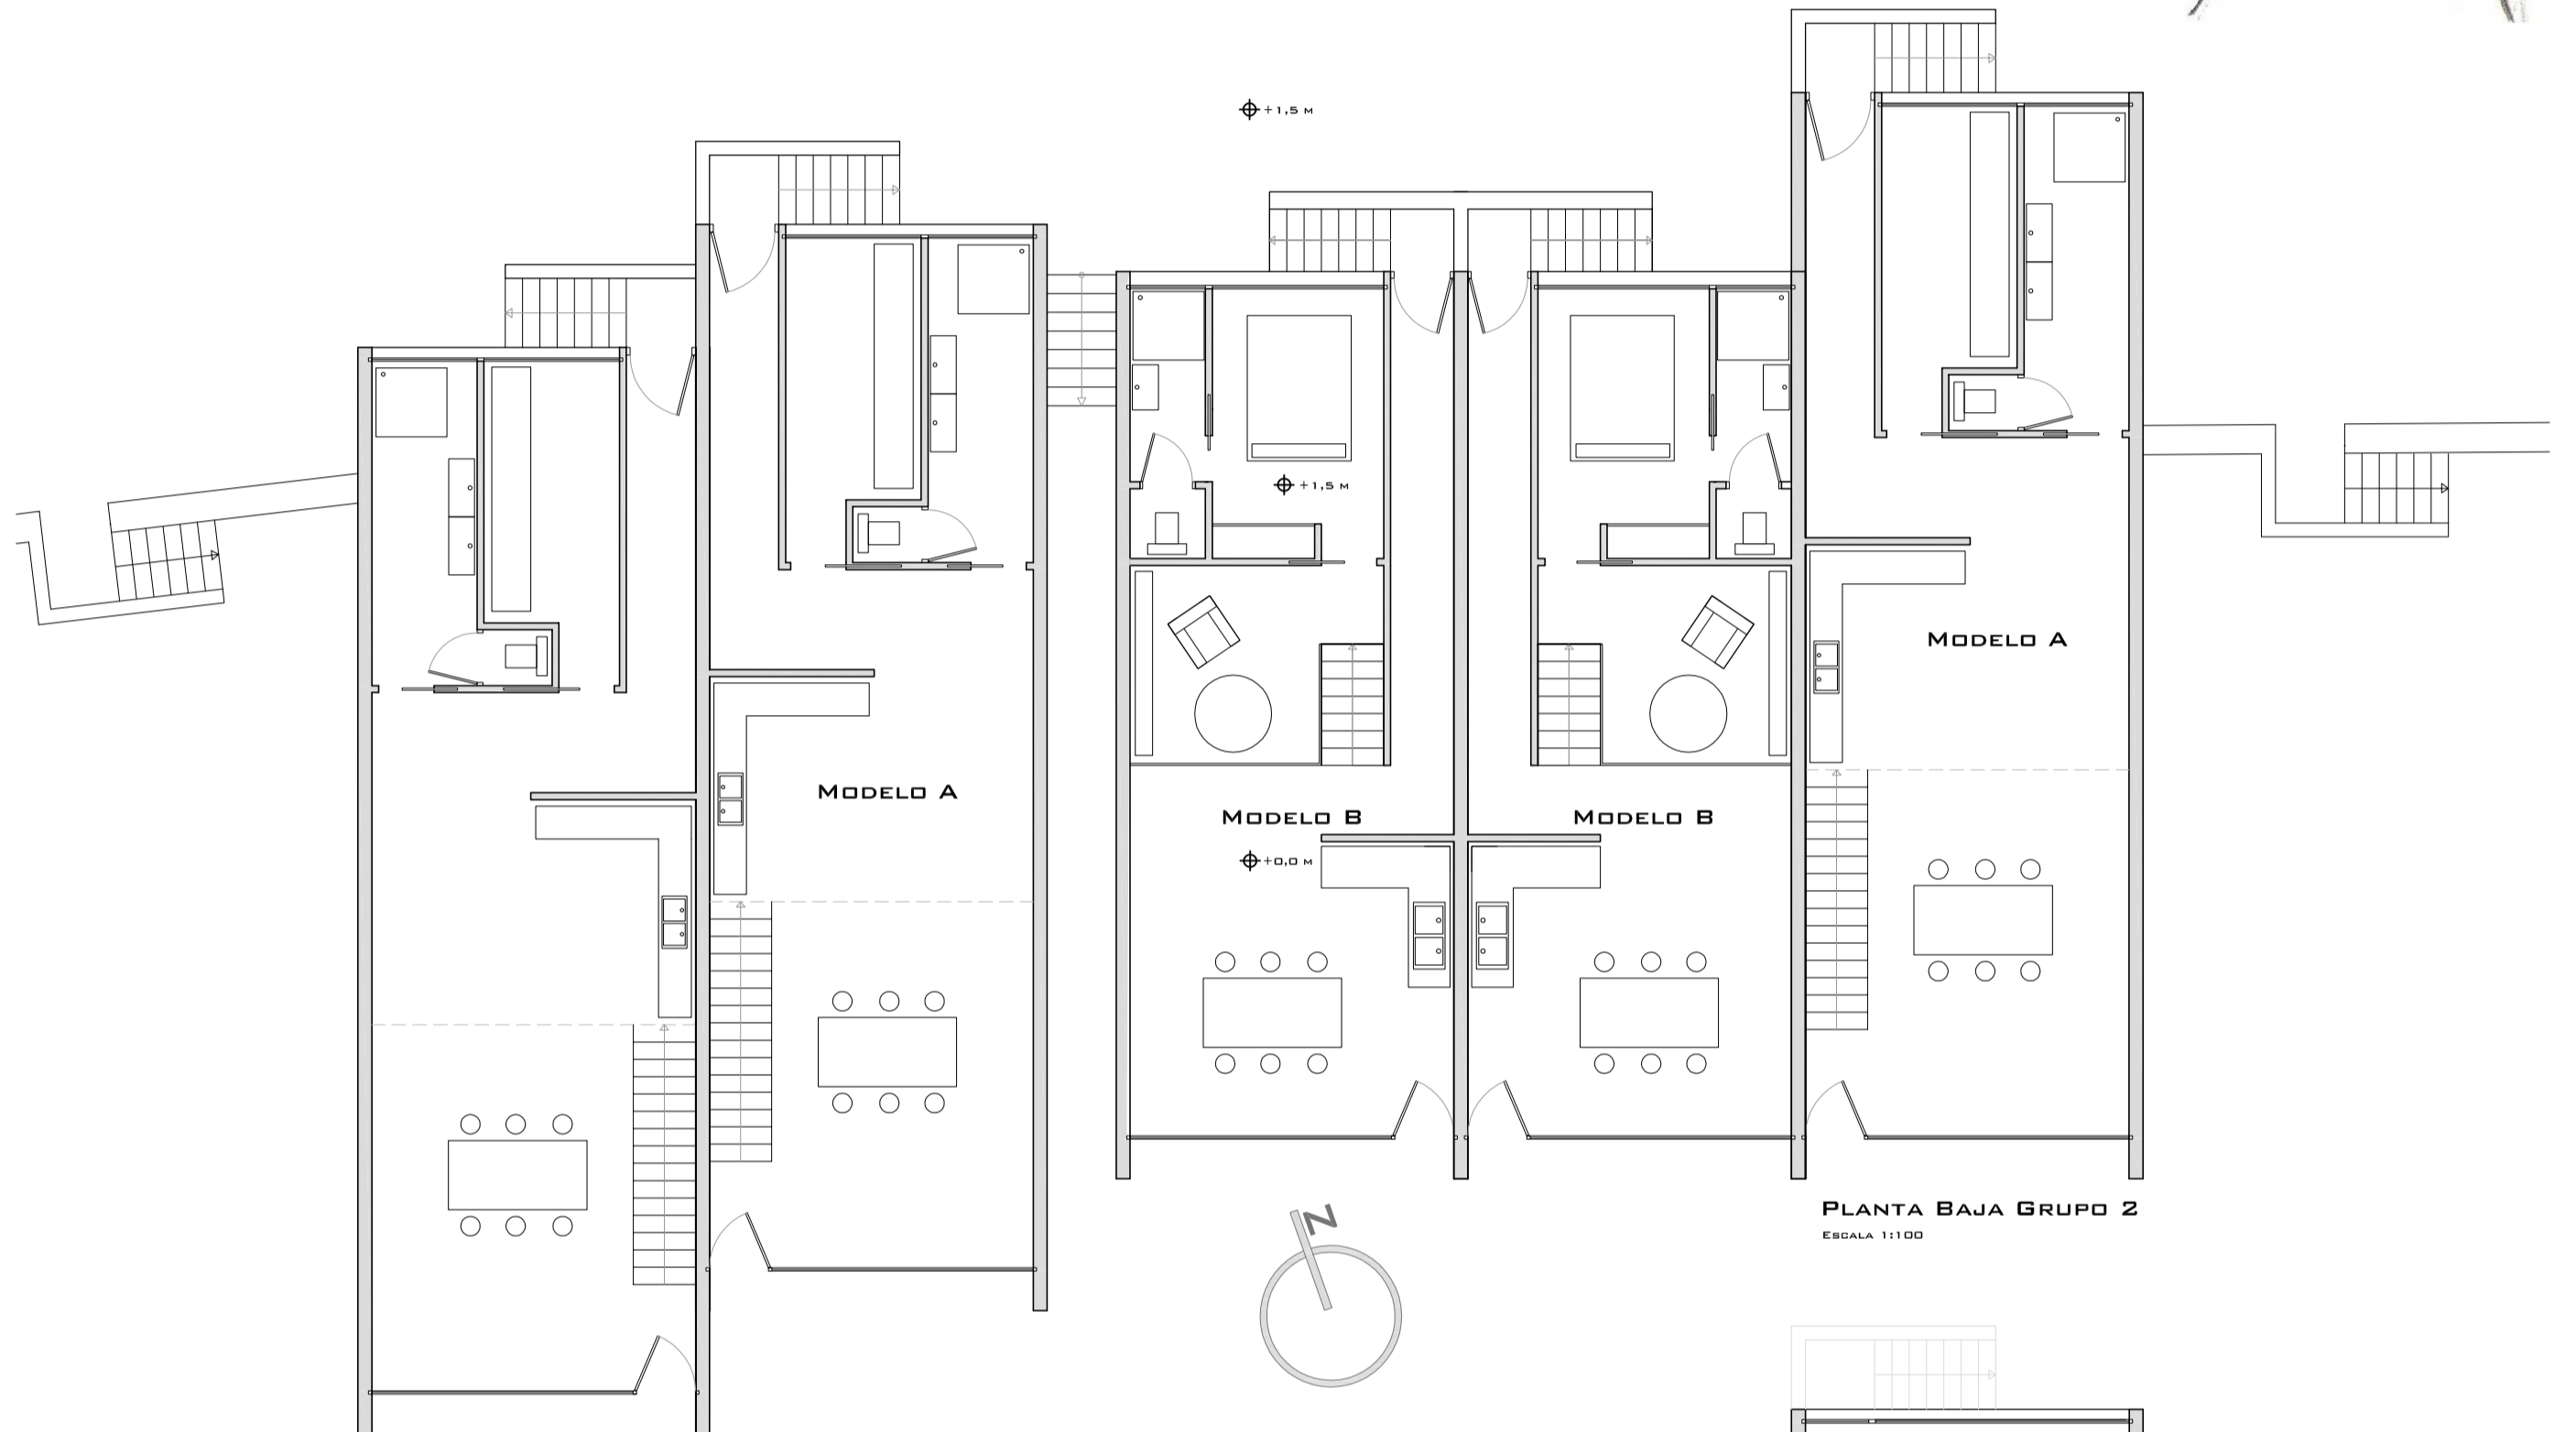 +1,5 m
+1,5 m
Modelo A
Modelo A
Modelo B
Modelo B
+0,0 m
Planta Baja Grupo 2
Escala 1:100
N